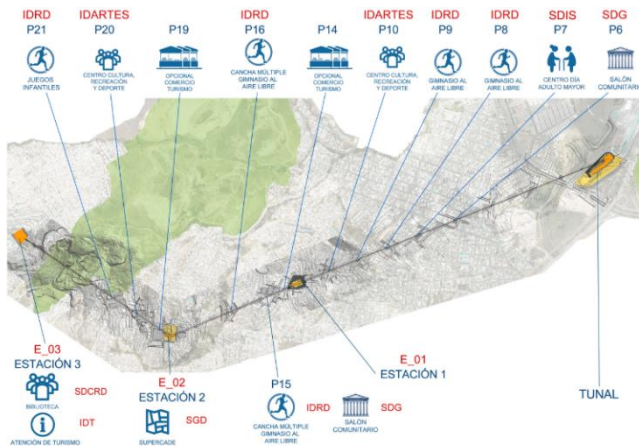 IDRD
P21
JUEGOS
INFANTILES
IDARTES
P20
CENTRO CULTURA,
RECREACIÓN
Y DEPORTE
P19
OPCIONAL
COMERCIO
TURISMO
IDRD
P16
CANCHA MÚLTIPLE
GIMNASIO AL
AIRE LIBRE
P14
OPCIONAL
COMERCIO
TURISMO
IDARTES
P10
CENTRO CULTURA,
RECREACIÓN
Y DEPORTE
IDRD
P9
GIMNASIO AL
AIRE LIBRE
IDRD
P8
GIMNASIO AL
AIRE LIBRE
SDIS
P7
CENTRO DÍA
ADULTO MAYOR
SDG
P6
SALÓN
COMUNITARIO
E_03
ESTACIÓN 3
BIBLIOTECA
SDCRD
ATENCIÓN DE TURISMO
IDT
E_02
ESTACIÓN 2
SUPERCADE
SGD
P15
CANCHA MÚLTIPLE
GIMNASIO AL
AIRE LIBRE
IDRD
SALÓN
COMUNITARIO
SDG
E_01
ESTACIÓN 1
TUNAL